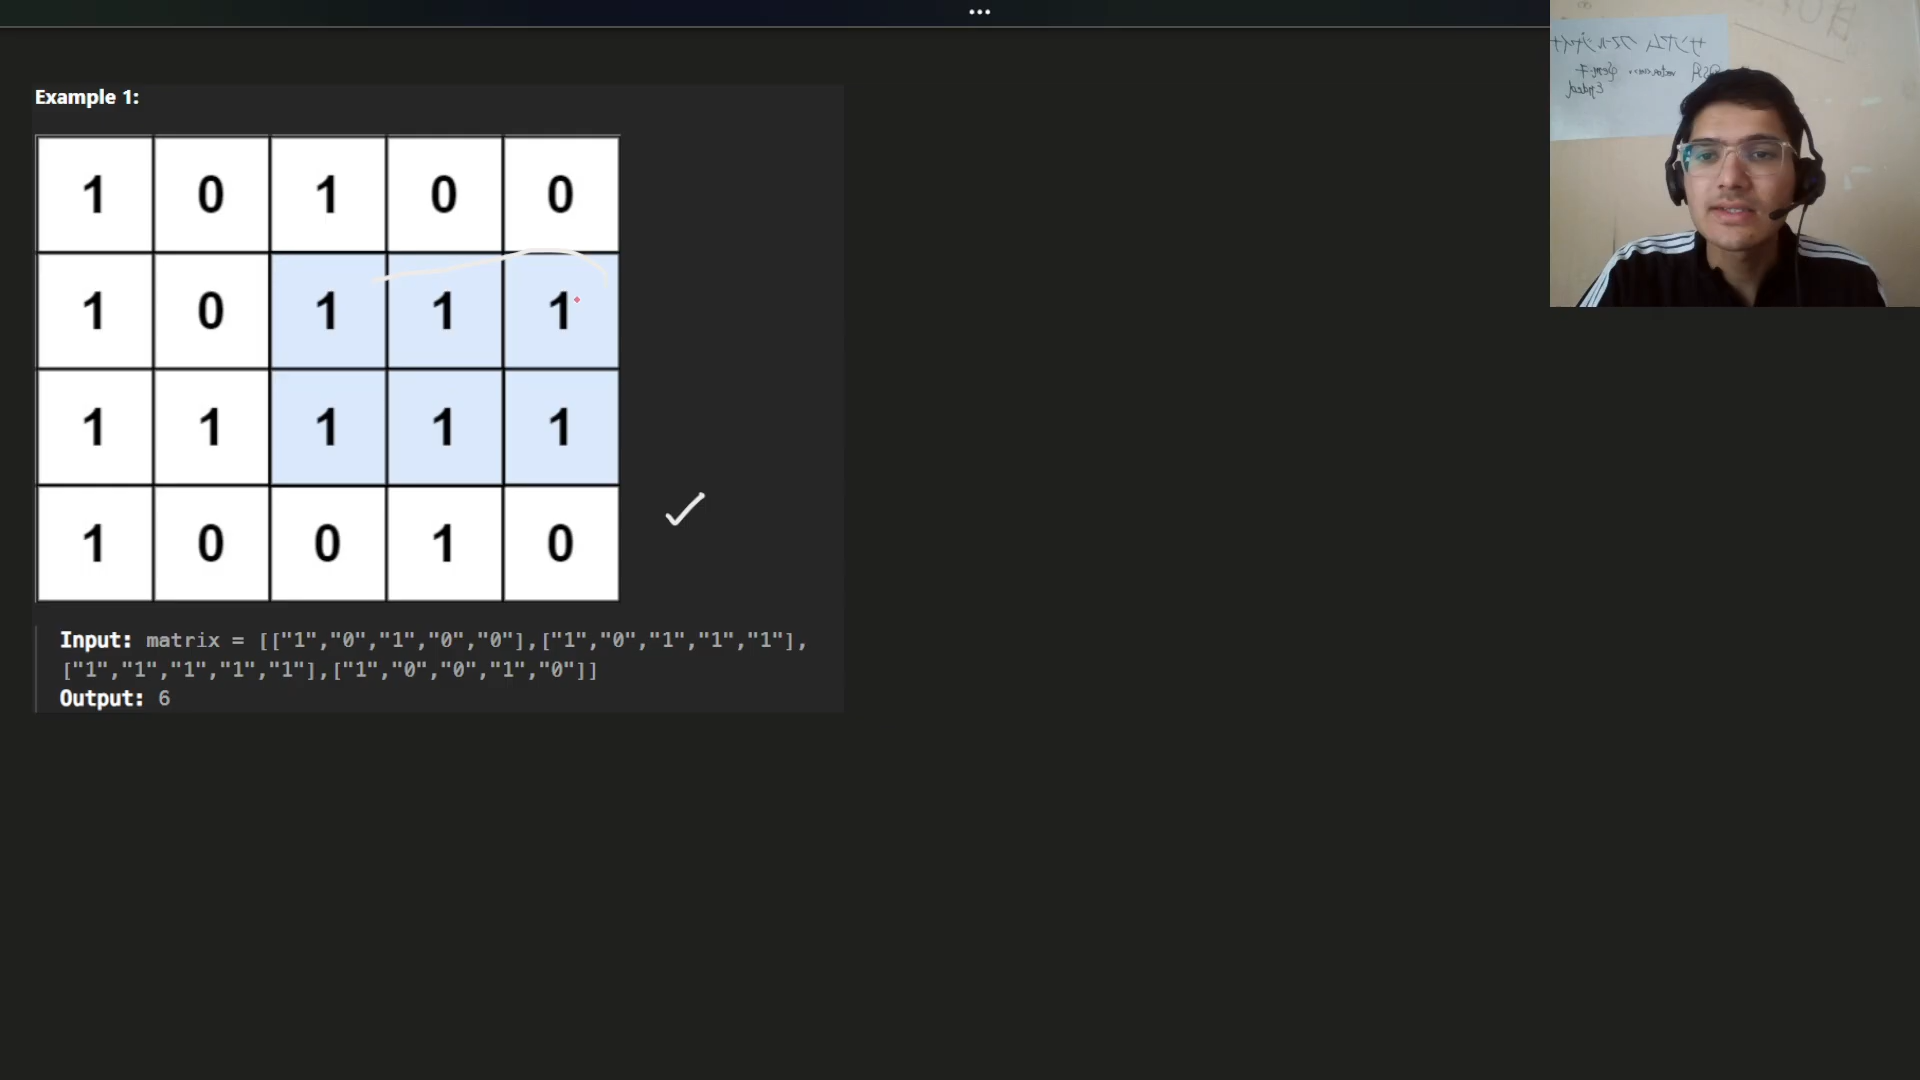 Example 1:
1 0 1 0 0
1 0 1 1 1
1 1 1 1 1
1 0 0 1 0
Input: matrix = [["1","0","1","0","0"],["1","0","1","1","1"],
["1","1","1","1","1"],["1","0","0","1","0"]]
Output: 6